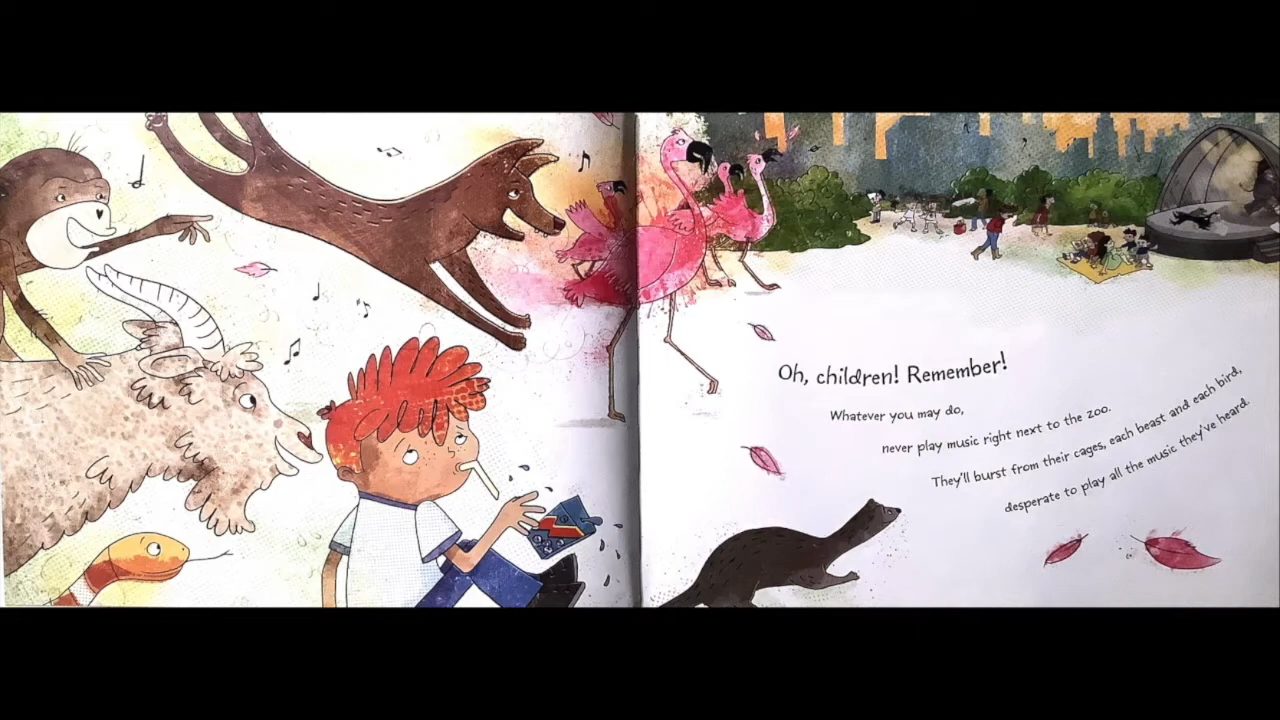 Oh, children! Remember!
Whatever you may do,
never play music right next to the zoo.
They'll burst from their cages, each beast and each bird,
desperate to play all the music they've heard.